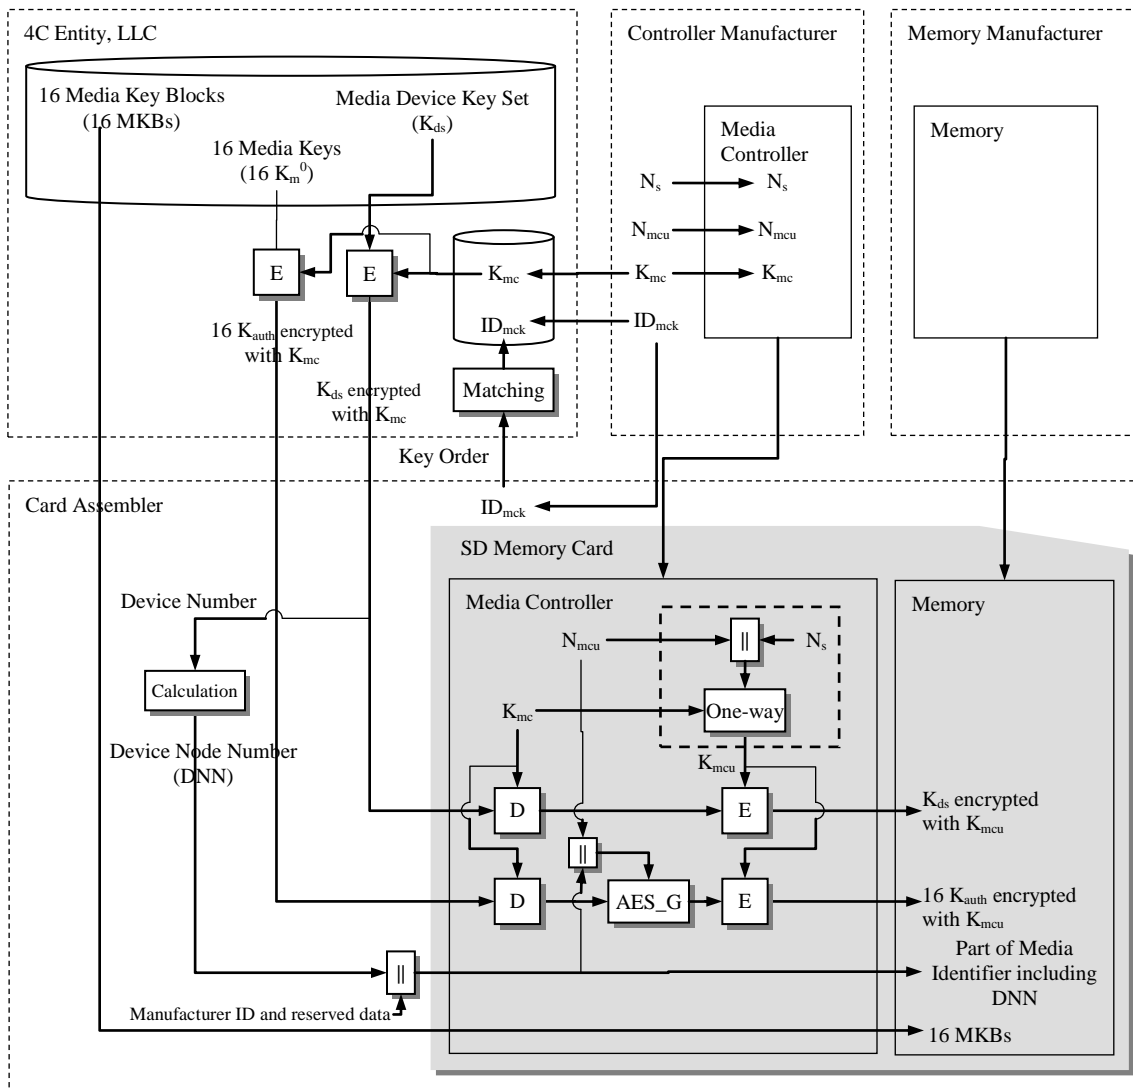 4C Entity, LLC
Controller Manufacturer
Memory Manufacturer
16 Media Key Blocks
(16 MKBs)
Media Device Key Set
(Kds)
16 Media Keys
(16 Km0)
Media
Controller
Memory
Ns
Ns
Nmcu
Nmcu
E
E
Kmc
Kmc
Kmc
IDmck
IDmck
16 Kauth encrypted
with Kmc
Kds encrypted
with Kmc
Matching
Key Order
Card Assembler
IDmck
SD Memory Card
Device Number
Media Controller
Memory
Nmcu
||
Ns
Calculation
Kmc
One-way
Device Node Number
(DNN)
Kmcu
D
E
Kds encrypted
with Kmcu
||
D
AES_G
E
16 Kauth encrypted
with Kmcu
||
Part of Media
Identifier including
DNN
Manufacturer ID and reserved data
16 MKBs